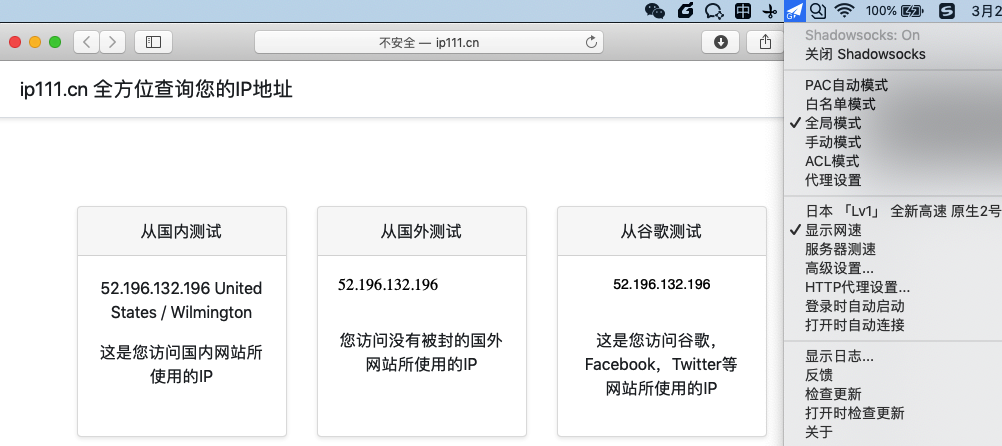 100%
3月2
不安全 — ip111.cn
ip111.cn 全方位查询您的IP地址
从国内测试
52.196.132.196 United
States / Wilmington
这是您访问国内网站所
使用的IP
从国外测试
52.196.132.196
您访问没有被封的国外
网站所使用的IP
从谷歌测试
52.196.132.196
这是您访问谷歌，
Facebook，Twitter等
网站所使用的IP
Shadowsocks: On
关闭 Shadowsocks
PAC自动模式
白名单模式
全局模式
手动模式
ACL模式
代理设置
日本 「Lv1」 全新高速 原生2号
显示网速
服务器测速
高级设置...
HTTP代理设置...
登录时自动启动
打开时自动连接
显示日志...
反馈
检查更新
打开时检查更新
关于